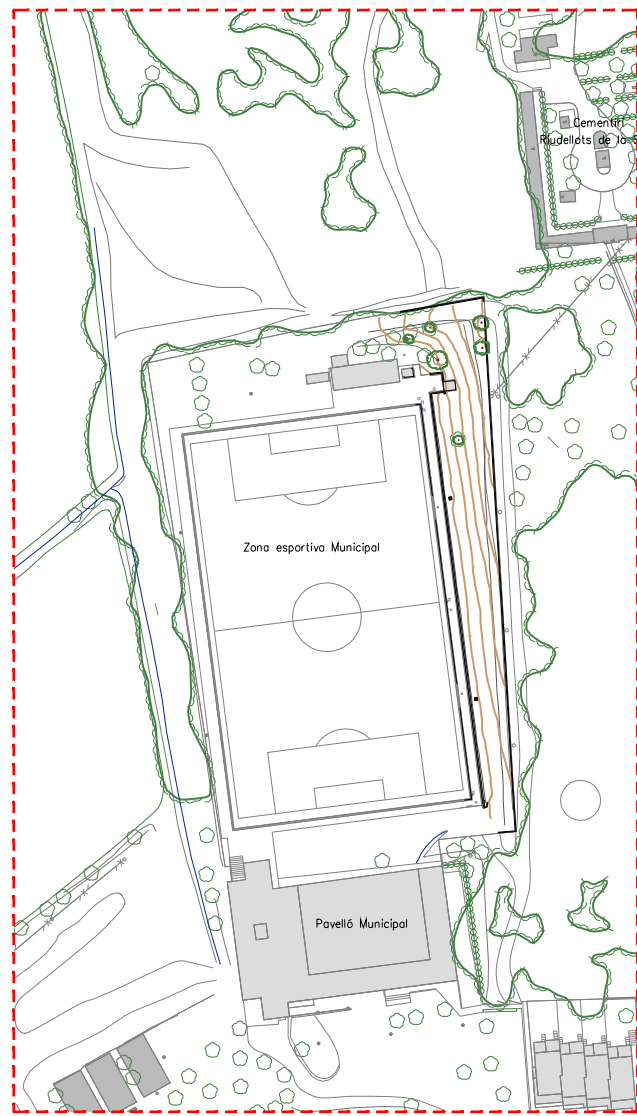 Cementiri
Riudellots de la S
Zona esportiva Municipal
Pavelló Municipal